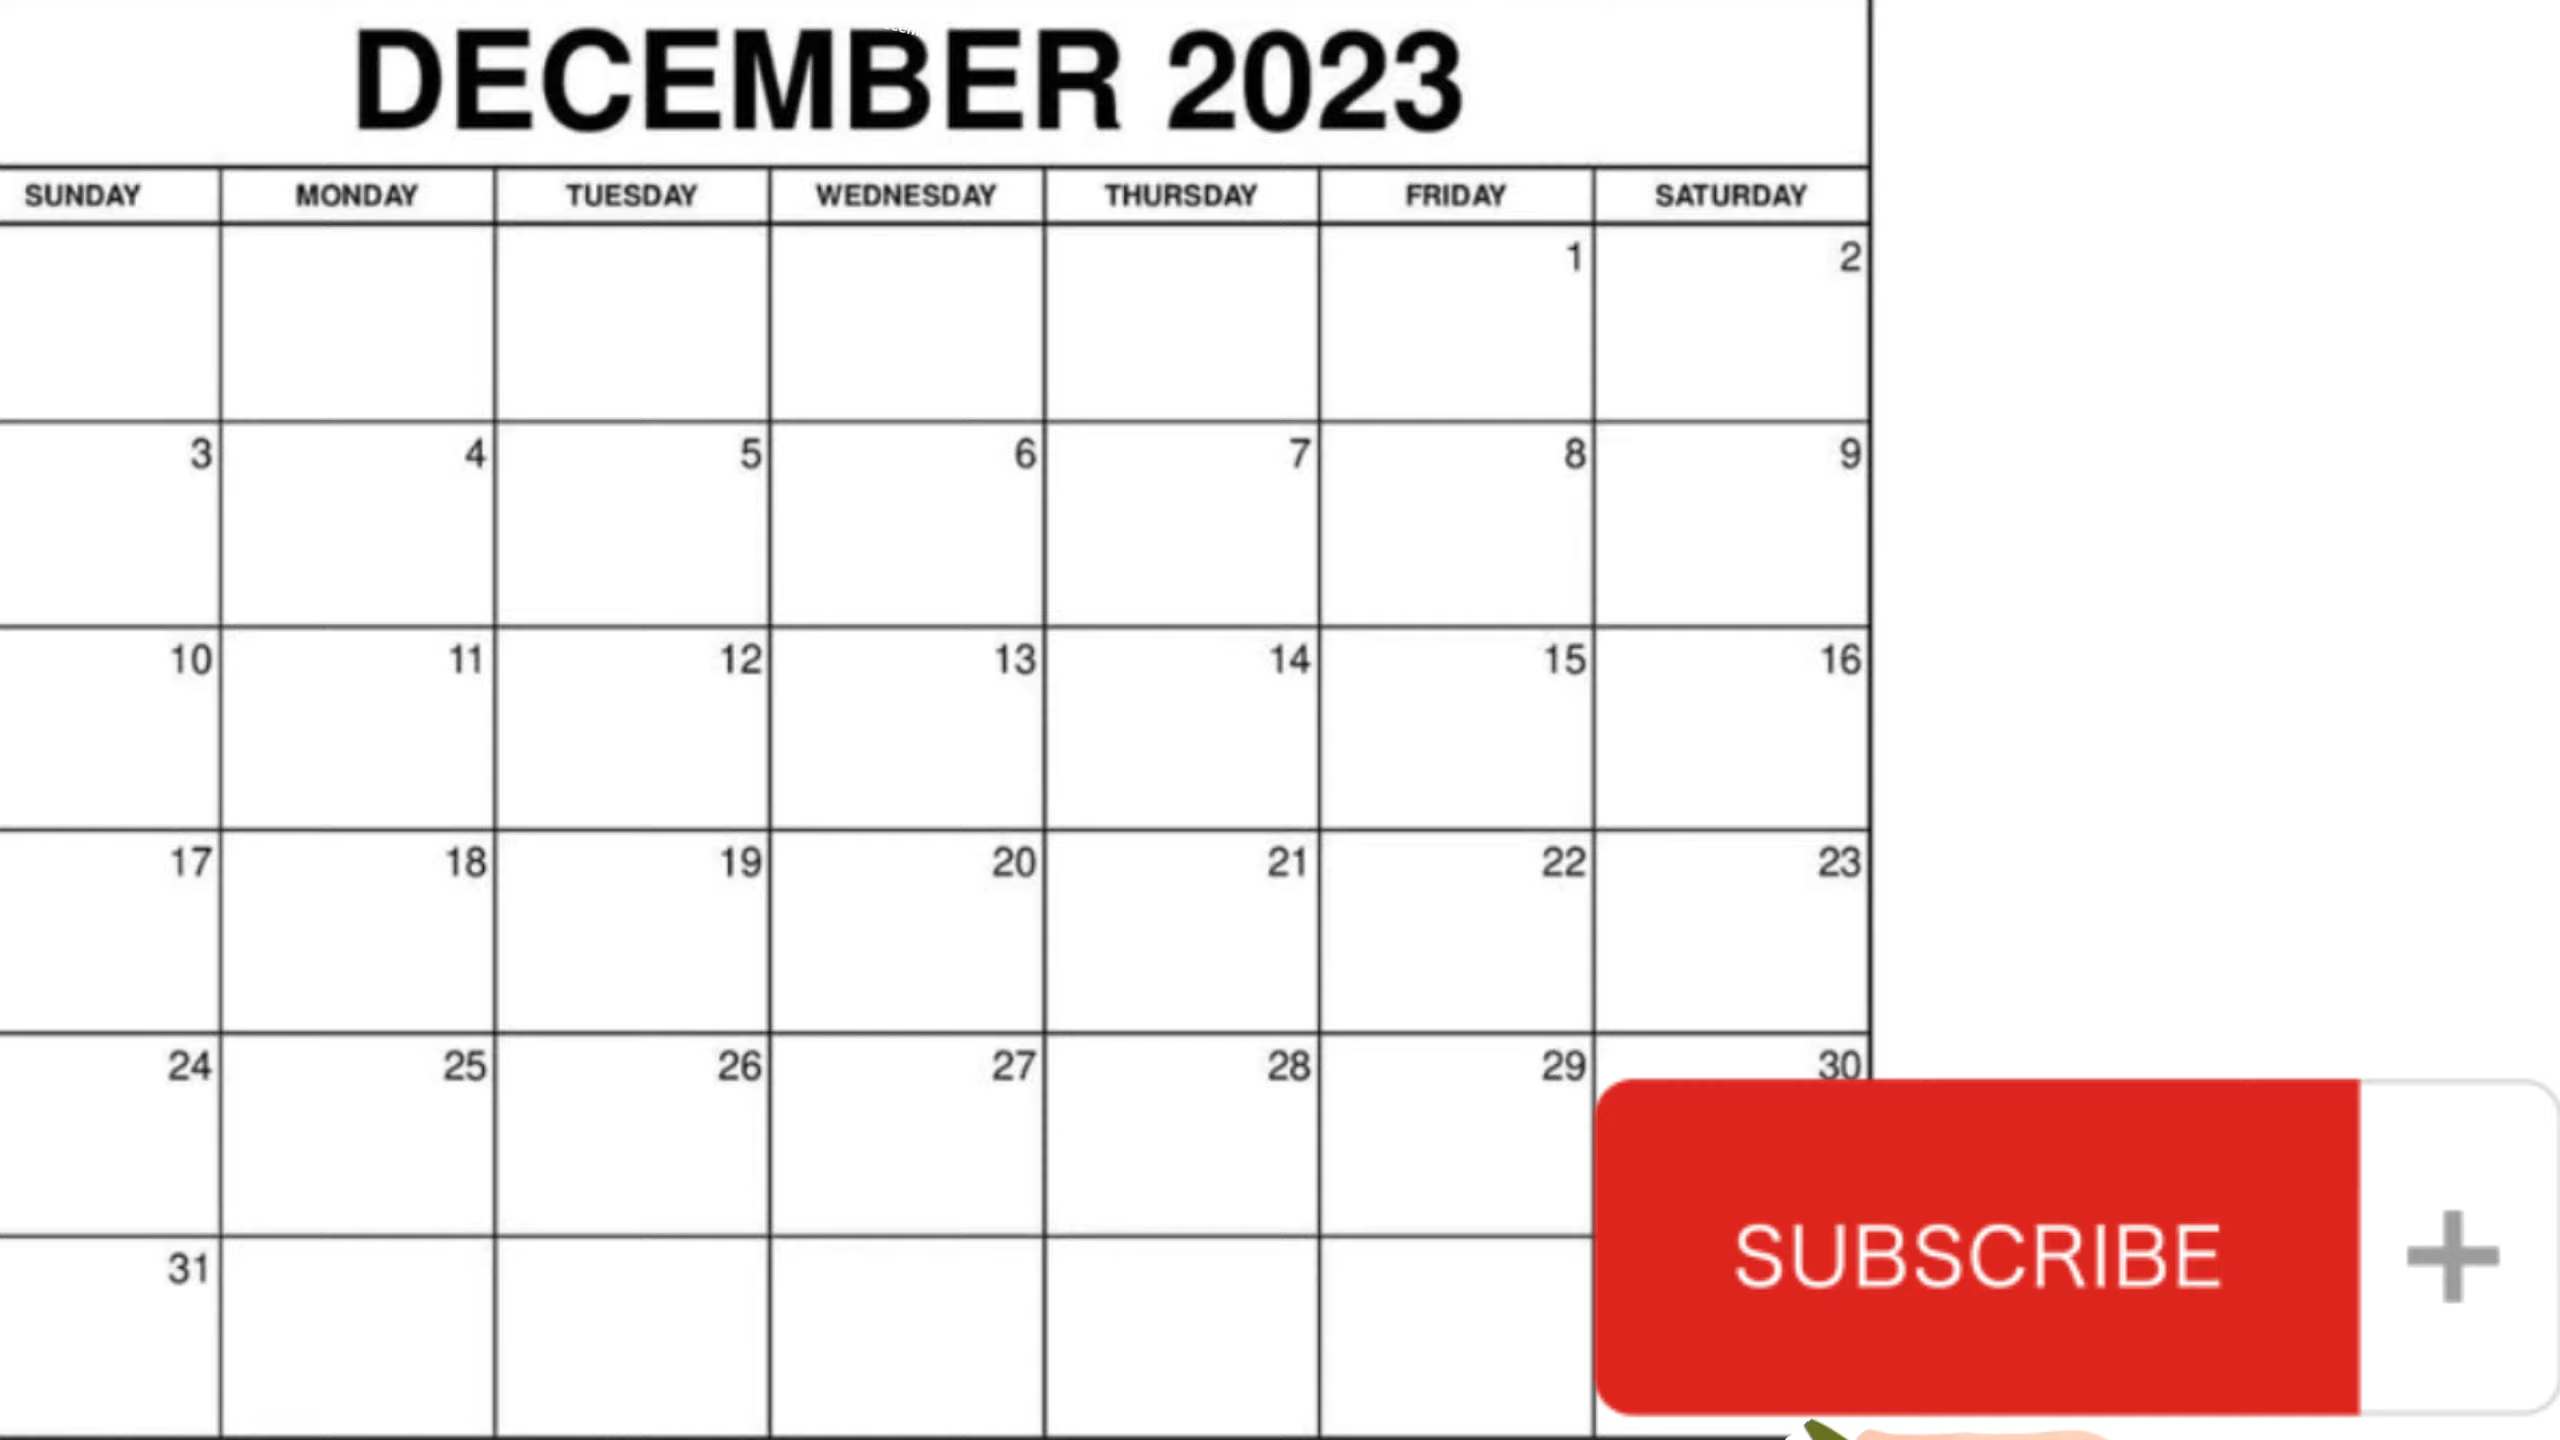 DECEMBER 2023
SUNDAY MONDAY TUESDAY WEDNESDAY THURSDAY FRIDAY SATURDAY
1 2
3 4 5 6 7 8 9
10 11 12 13 14 15 16
17 18 19 20 21 22 23
24 25 26 27 28 29 30
31
SUBSCRIBE +